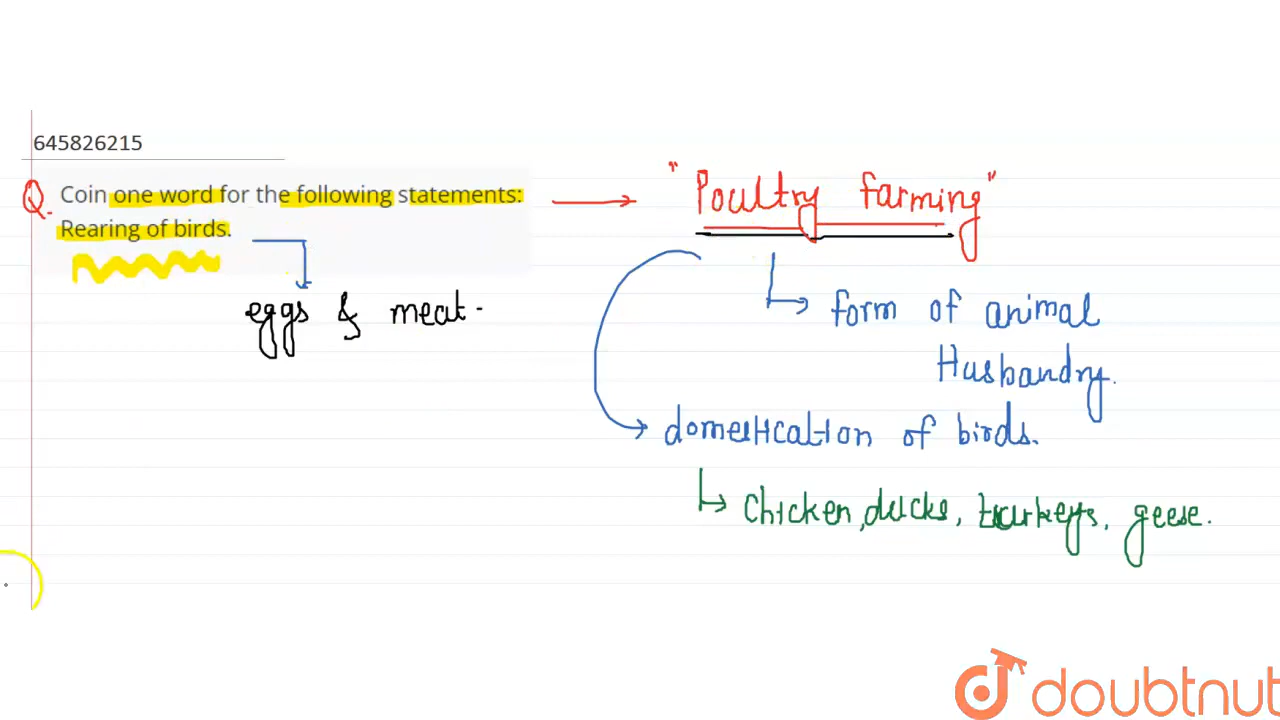 645826215
Q. Coin one word for the following statements:
Rearing of birds.
eggs & meat -
"Poultry farming"
form of animal
Husbandry.
domestication of birds.
Chicken, ducks, turkeys, geese.
doubtnut